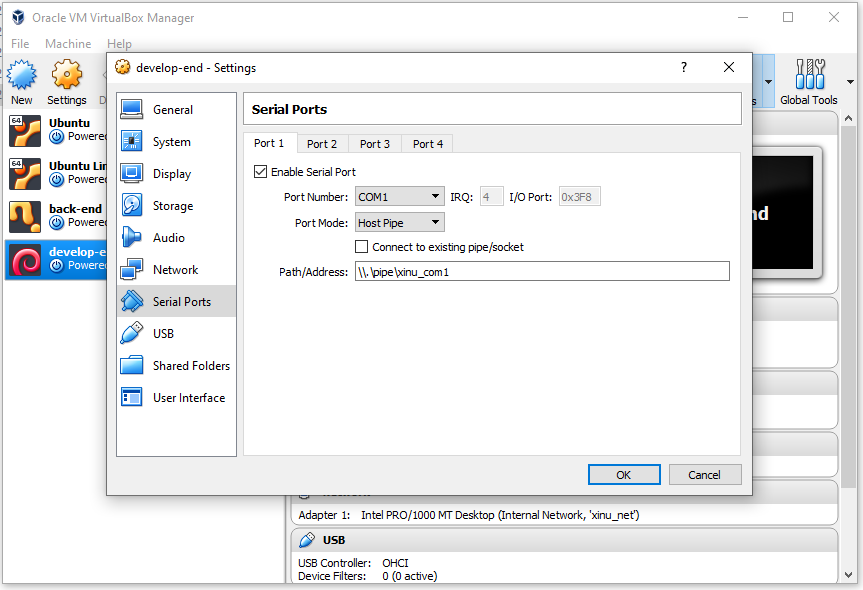 Oracle VM VirtualBox Manager
File Machine Help
develop-end - Settings
?
New
Settings
Global Tools
64
Ubuntu
Powered
64
Ubuntu Lin
Powered
back-end
Powered
develop-e
Powered
General
System
Display
Storage
Audio
Network
Serial Ports
USB
Shared Folders
User Interface
Serial Ports
Port 1 Port 2 Port 3 Port 4
Enable Serial Port
Port Number: COM1 IRQ: 4 I/O Port: 0x3F8
Port Mode: Host Pipe
Connect to existing pipe/socket
Path/Address: \\.\pipe\xinu_com1
OK Cancel
nd
Adapter 1: Intel PRO/1000 MT Desktop (Internal Network, 'xinu_net')
USB
USB Controller: OHCI
Device Filters: 0 (0 active)